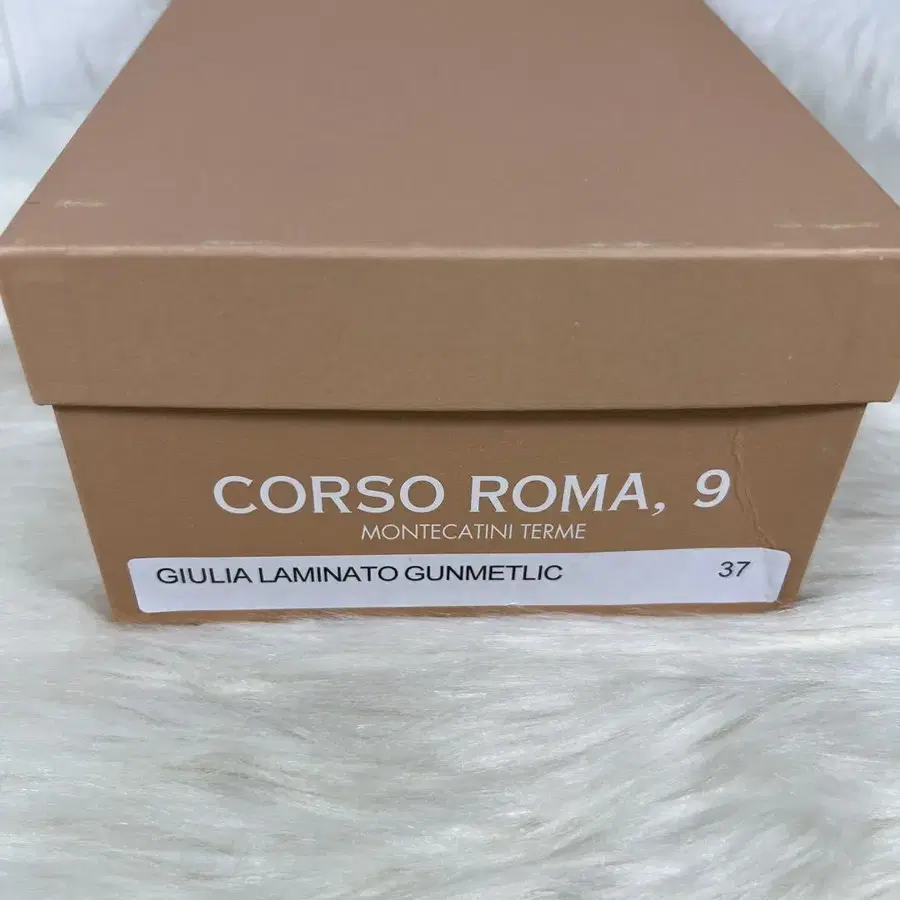 CORSO ROMA, 9
MONTECATINI TERME
GIULIA LAMINATO GUNMETLIC 37